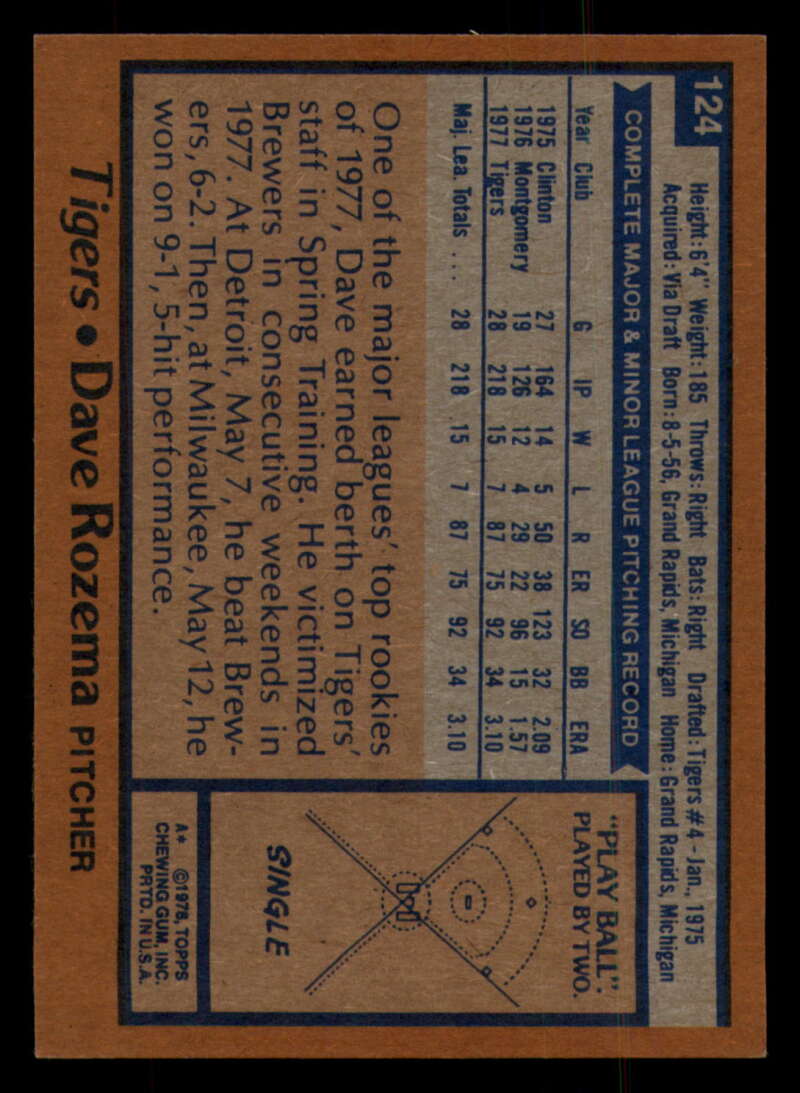 124
Height: 6'4" Weight: 185 Throws: Right Bats: Right Drafted: Tigers #4 - Jan., 1975
Acquired: Via Draft Born: 8-5-56, Grand Rapids, Michigan Home: Grand Rapids, Michigan
COMPLETE MAJOR & MINOR LEAGUE PITCHING RECORD
Year Club G IP W L R ER SO BB ERA
1975 Clinton 27 164 14 5 50 38 123 32 2.09
1976 Montgomery 19 126 12 4 29 22 96 15 1.57
1977 Tigers 28 218 15 7 87 75 92 34 3.10
Maj. Lea. Totals ... 28 218 15 7 87 75 92 34 3.10
One of the major leagues' top rookies
of 1977, Dave earned berth on Tigers'
staff in Spring Training. He victimized
Brewers in consecutive weekends in
1977. At Detroit, May 7, he beat Brew-
ers, 6-2. Then, at Milwaukee, May 12, he
won on 9-1, 5-hit performance.
"PLAY BALL":
PLAYED BY TWO.
SINGLE
A* ©1978, TOPPS
CHEWING GUM, INC.
PRTD. IN U.S.A.
Tigers • Dave Rozema PITCHER